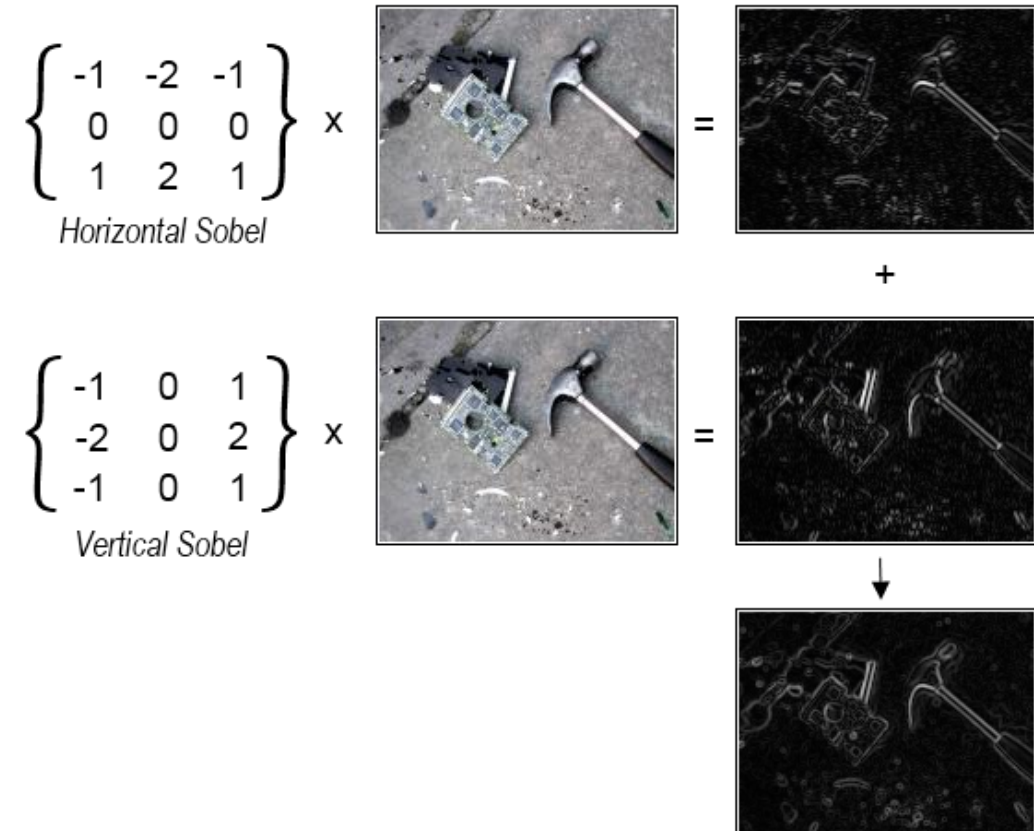 -1 -2 -1
0 0 0 x =
1 2 1
Horizontal Sobel
+
-1 0 1
-2 0 2 x =
-1 0 1
Vertical Sobel